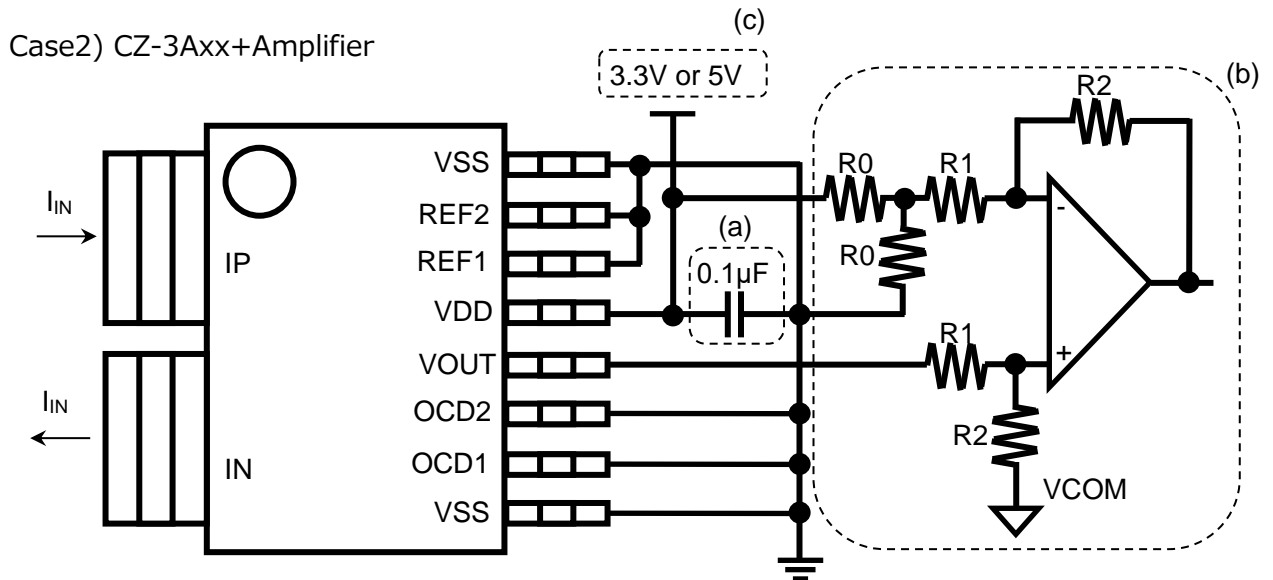 (c)
Case2) CZ-3Axx+Amplifier
3.3V or 5V
(b)
R2
VSS
R0
R1
IIN
REF2
-
(a)
REF1
R0
IP
0.1µF
VDD
R1
VOUT
+
IIN
OCD2
R2
IN
OCD1
VCOM
VSS